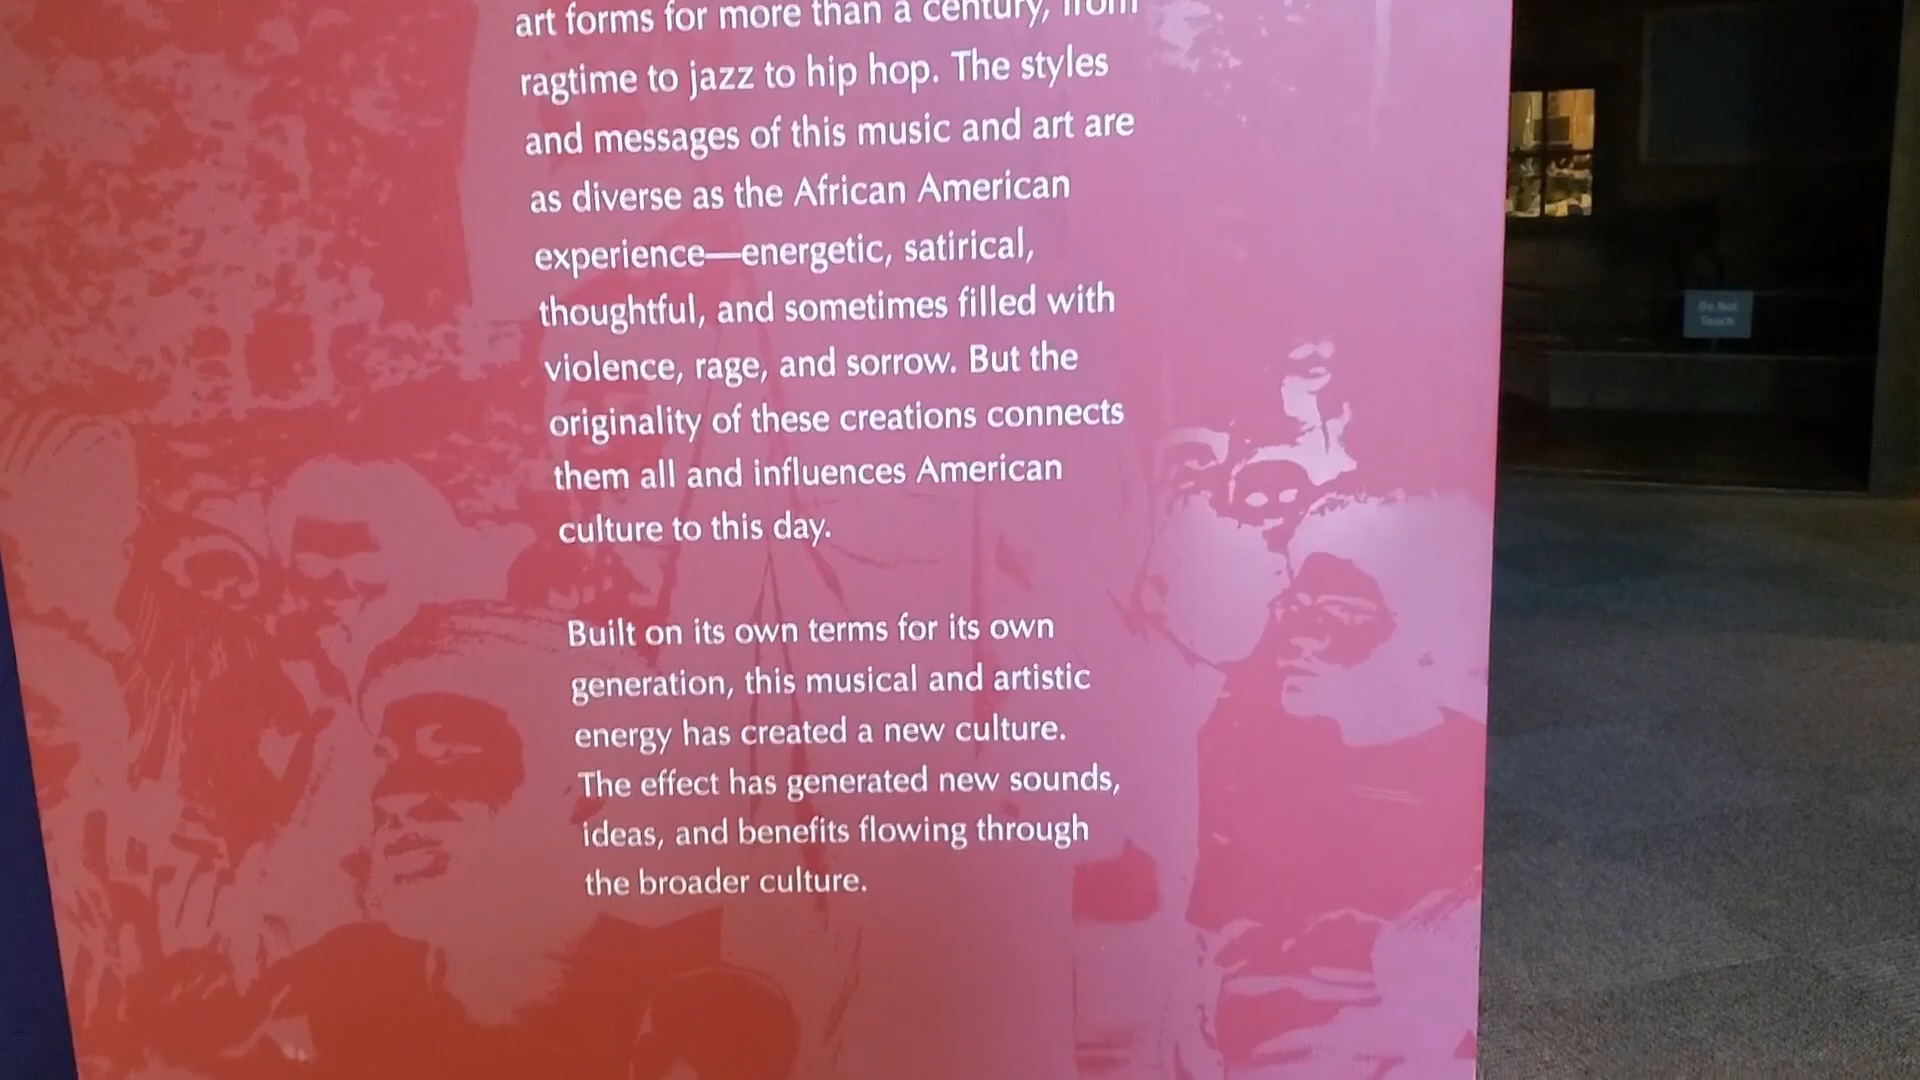 art forms for more than a century, from
ragtime to jazz to hip hop. The styles
and messages of this music and art are
as diverse as the African American
experience—energetic, satirical,
thoughtful, and sometimes filled with
violence, rage, and sorrow. But the
originality of these creations connects
them all and influences American
culture to this day.
Built on its own terms for its own
generation, this musical and artistic
energy has created a new culture.
The effect has generated new sounds,
ideas, and benefits flowing through
the broader culture.
Do Not
Touch